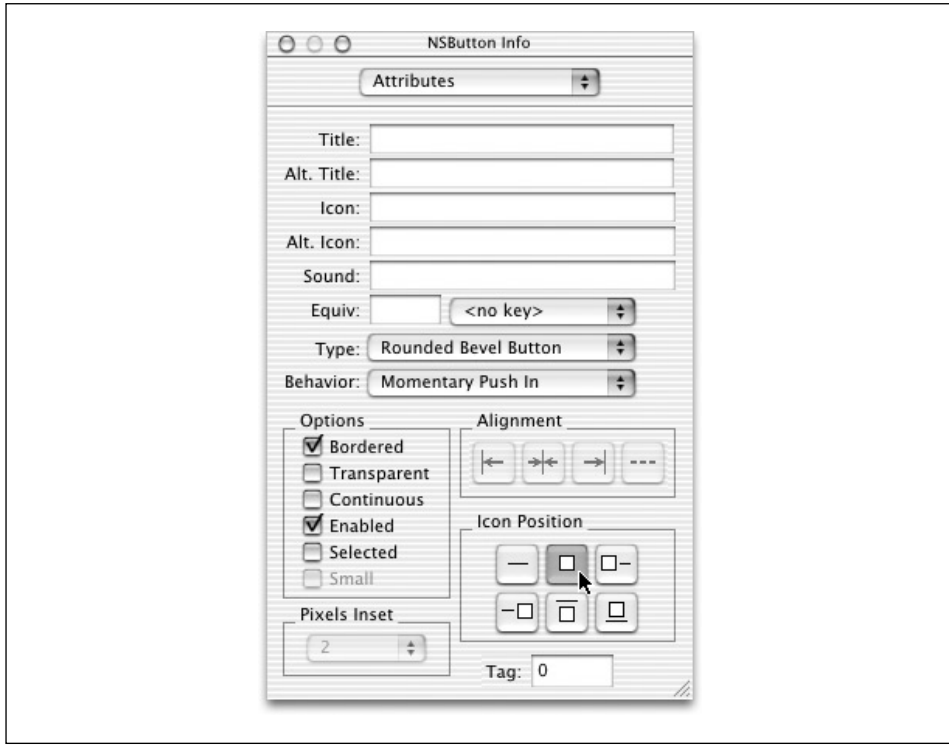 NSButton Info
Attributes
Title:
Alt. Title:
Icon:
Alt. Icon:
Sound:
Equiv: <no key>
Type: Rounded Bevel Button
Behavior: Momentary Push In
Options
Bordered
Transparent
Continuous
Enabled
Selected
Small
Pixels Inset
2
Alignment
Icon Position
Tag: 0